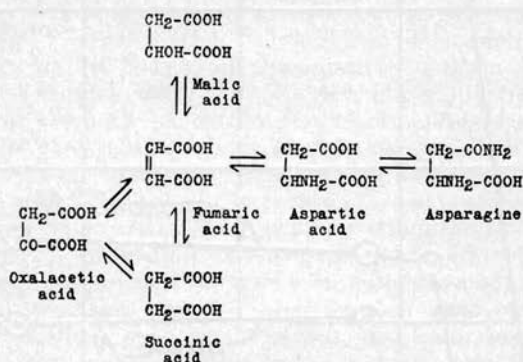 CH2-COOH
CHOH-COOH
Malic
acid
CH-COOH
CH-COOH
CH2-COOH
CHNH2-COOH
CH2-CONH2
CHNH2-COOH
CH2-COOH
CO-COOH
Fumaric
acid
Aspartic
acid
Asparagine
Oxalacetic
acid
CH2-COOH
CH2-COOH
Succinic
acid